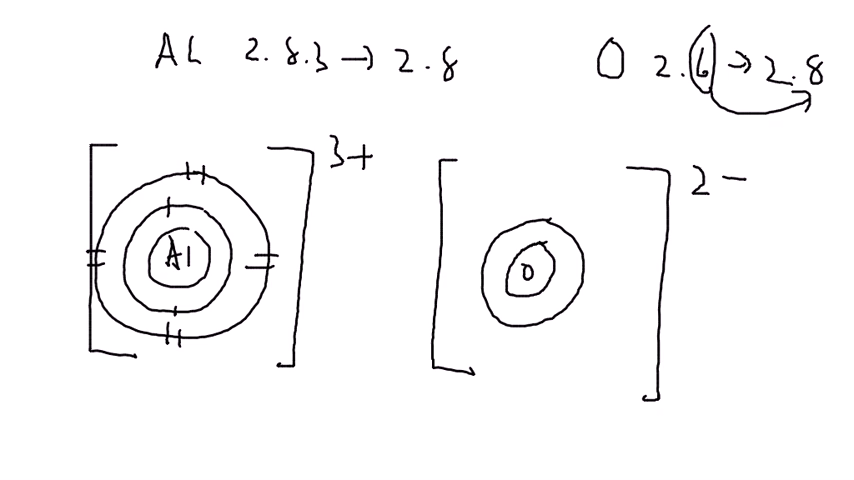 Al 2.8.3 → 2.8
O 2.6 → 2.8
3+
2-
Al
O